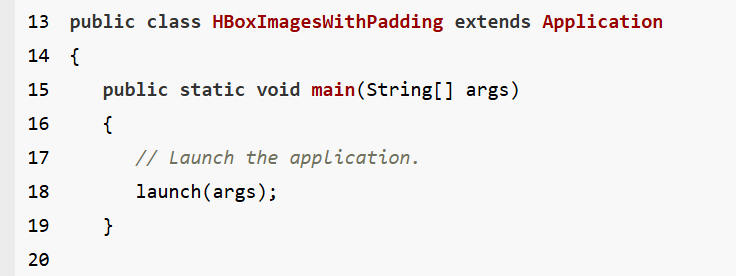 13 public class HBoxImagesWithPadding extends Application
14 {
15    public static void main(String[] args)
16    {
17       // Launch the application.
18       launch(args);
19    }
20